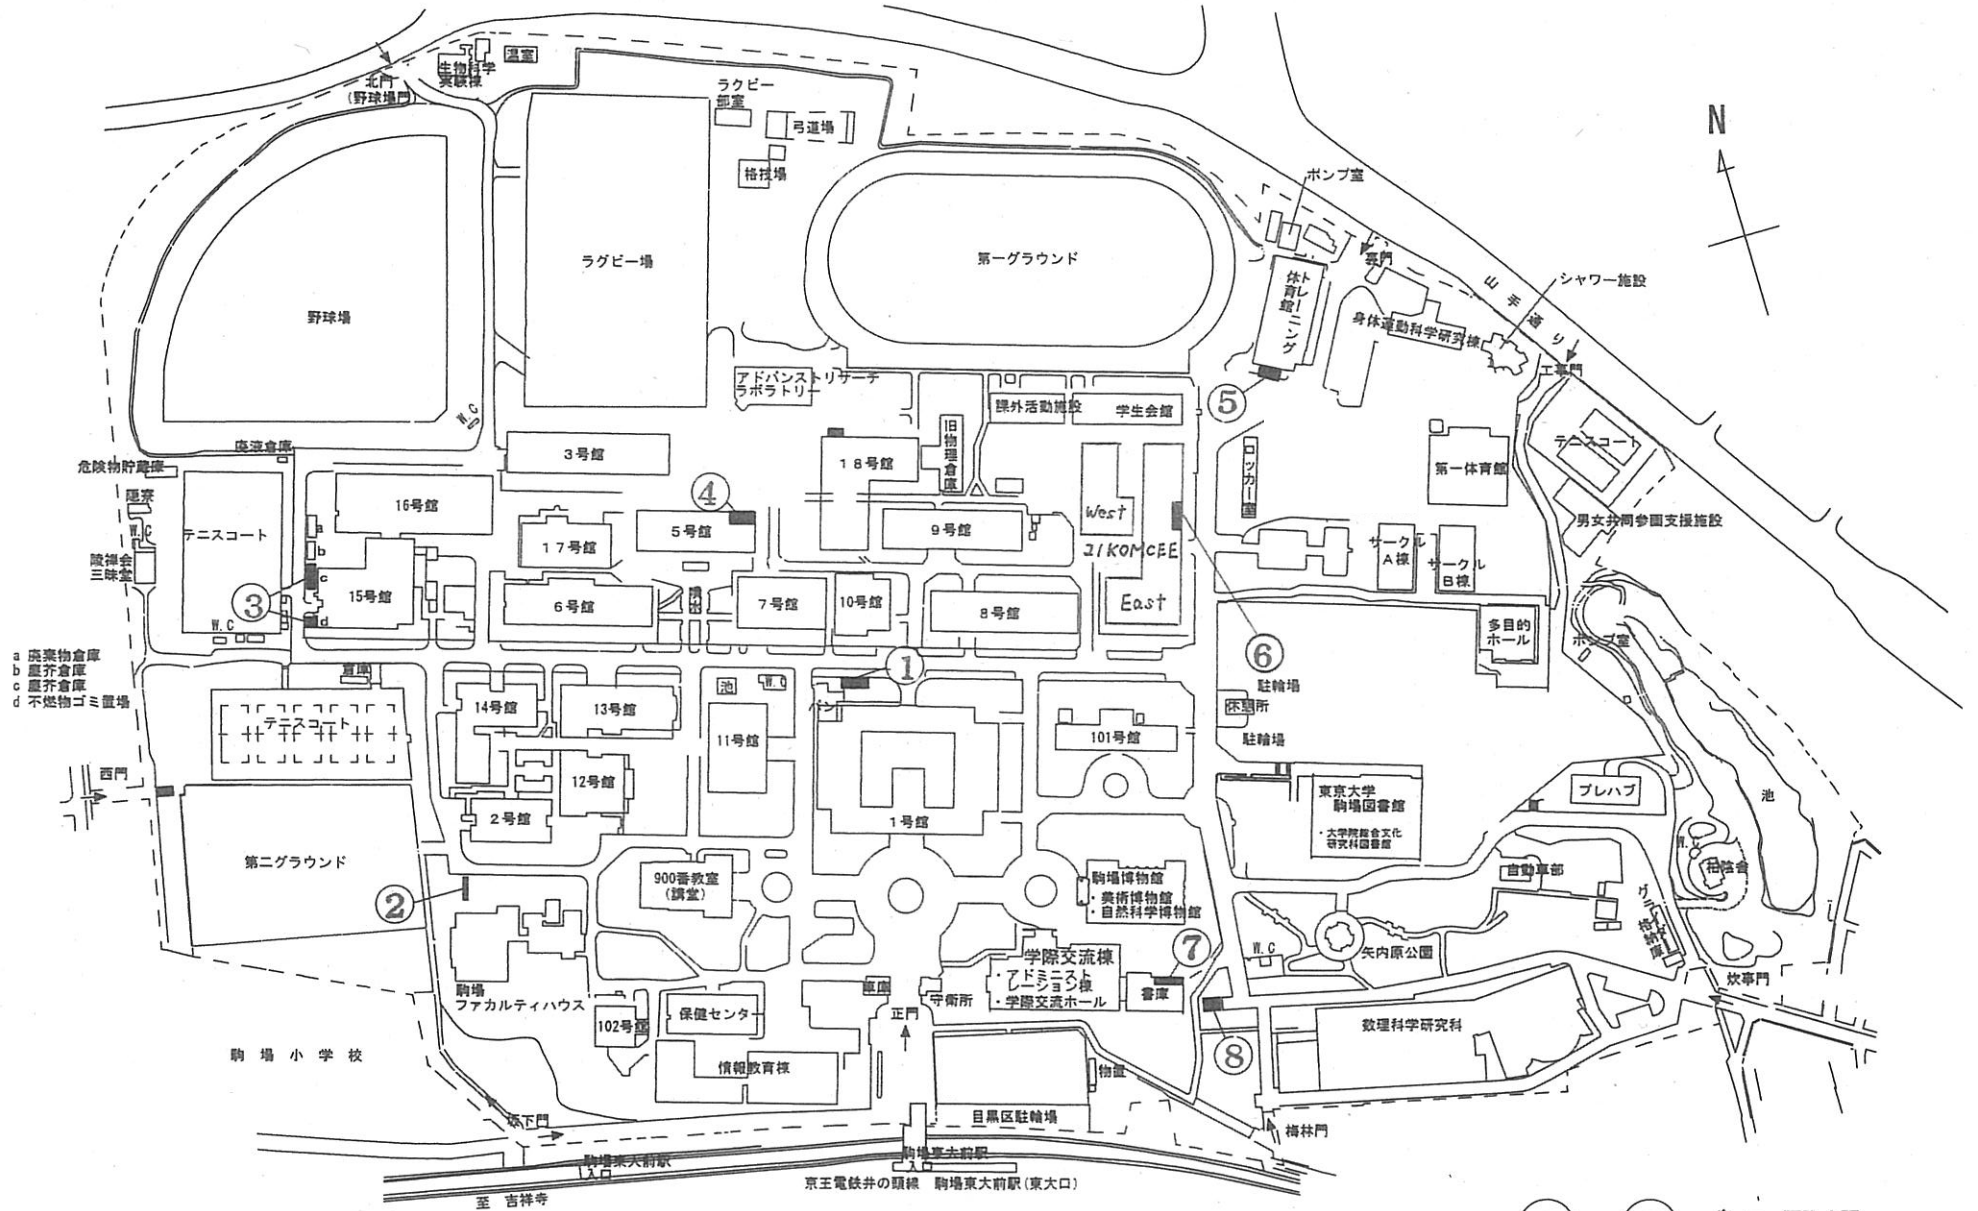 生物科学
実験棟
温室
北門
(野球場門)
ラクビー
部室
弓道場
格技場
N
ポンプ室
裏門
山手通り
シャワー施設
体育館
トレーニング
第一グラウンド
ラグビー場
野球場
身体運動科学研究棟
工事門
アドバンストリサーチ
ラボラトリー
W.C
課外活動施設
学生会館
⑤
廃液倉庫
危険物貯蔵庫
3号館
18号館
旧物理倉庫
ロッカー室
第一体育館
テニスコート
隠寮
W.C
陵禅会
三昧堂
テニスコート
16号館
④
17号館
5号館
9号館
West
21KOMCEE
East
サークル
A棟
サークル
B棟
男女共同参画支援施設
a
b
c
d
③
15号館
6号館
7号館
10号館
8号館
多目的
ホール
ポンプ室
W.C
a 廃棄物倉庫
b 塵芥倉庫
c 塵芥倉庫
d 不燃物ゴミ置場
倉庫
①
⑥
駐輪場
休憩所
駐輪場
テニスコート
14号館
13号館
池
W.C
11号館
101号館
西門
12号館
2号館
1号館
東京大学
駒場図書館
・大学院総合文化
研究科図書館
プレハブ
池
第二グラウンド
②
900番教室
(講堂)
駒場博物館
・美術博物館
・自然科学博物館
自動車部
W.C
柏蔭舎
格納庫
駒場
ファカルティハウス
学際交流棟
・アドミニスト
レーション棟
・学際交流ホール
⑦
書庫
W.C
矢内原公園
炊事門
車庫
守衛所
正門
102号館
保健センター
⑧
数理科学研究科
駒場小学校
情報教育棟
物置
坂下門
目黒区駐輪場
梅林門
駒場東大前駅
入口
駒場東大前駅
入口
京王電鉄井の頭線 駒場東大前駅(東大口)
至 吉祥寺